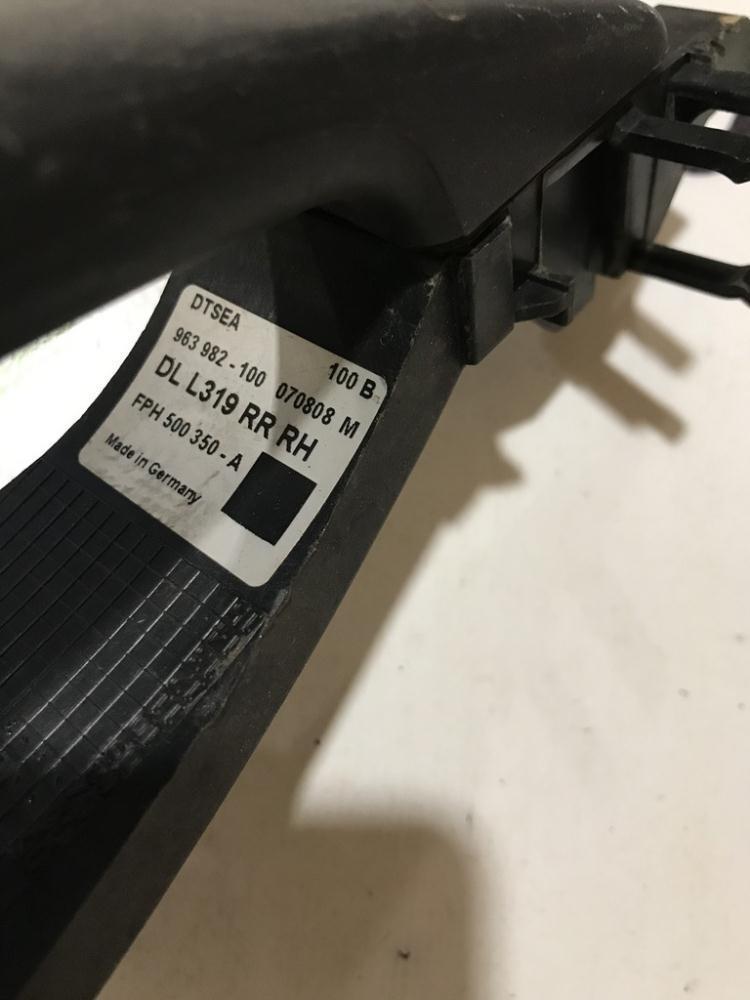 DTSEA 100 B
963 982 - 100 070808 M
DL L319 RR RH
FPH 500 350 - A
Made in Germany